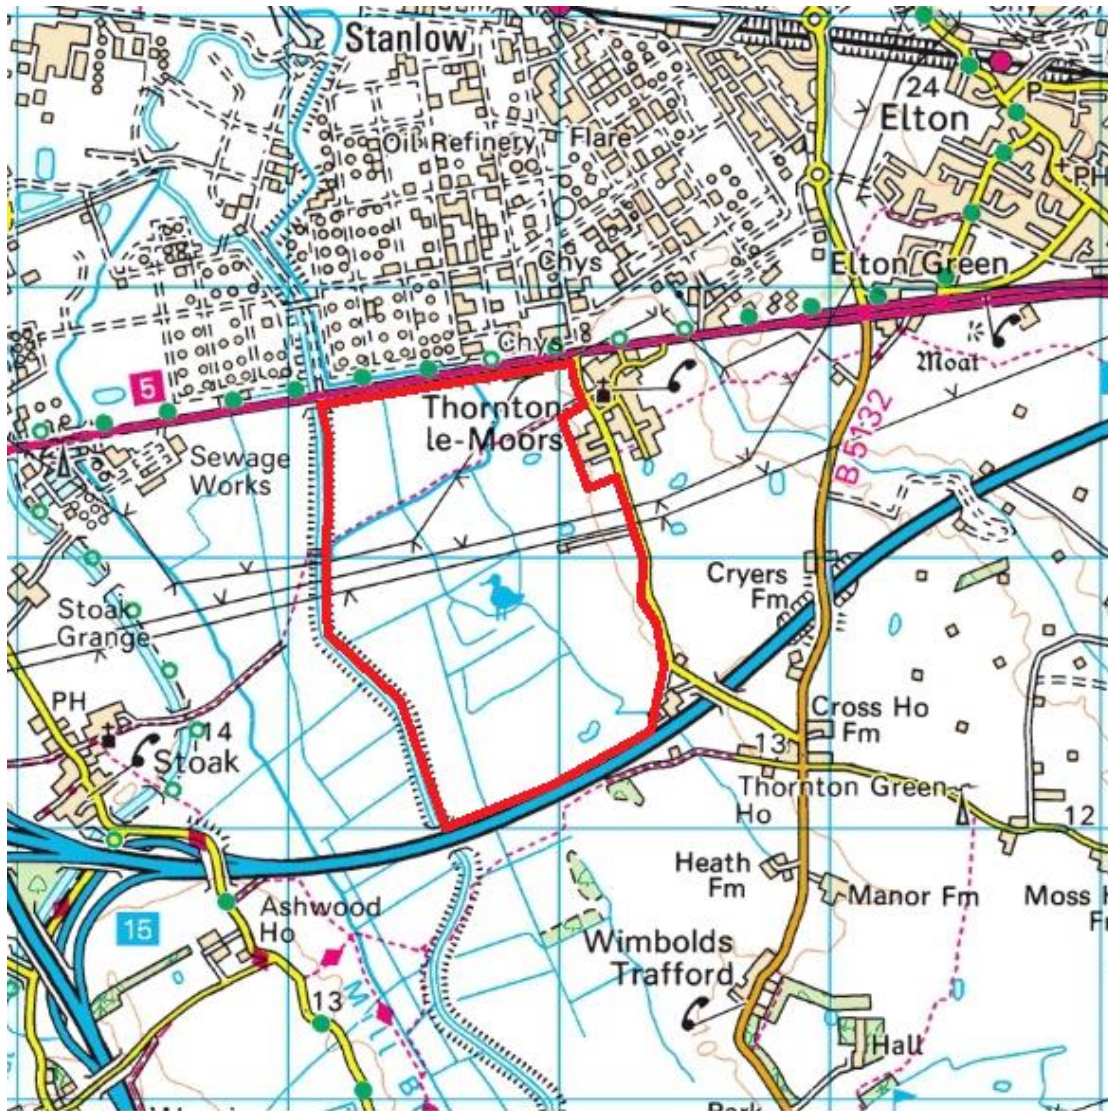 Stanlow
Oil Refinery
Flare
24
P
Elton
PH
Chys
Elton Green
Chys
Moat
5
Thornton
le-Moors
B 5132
Sewage
Works
Cryers
Fm
Stoak
Grange
PH
14
Stoak
Cross Ho
Fm
13
Thornton Green
Ho
12
Heath
Fm
Manor Fm
Moss
15
Ashwood
Ho
Wimbolds
Trafford
13
Hall